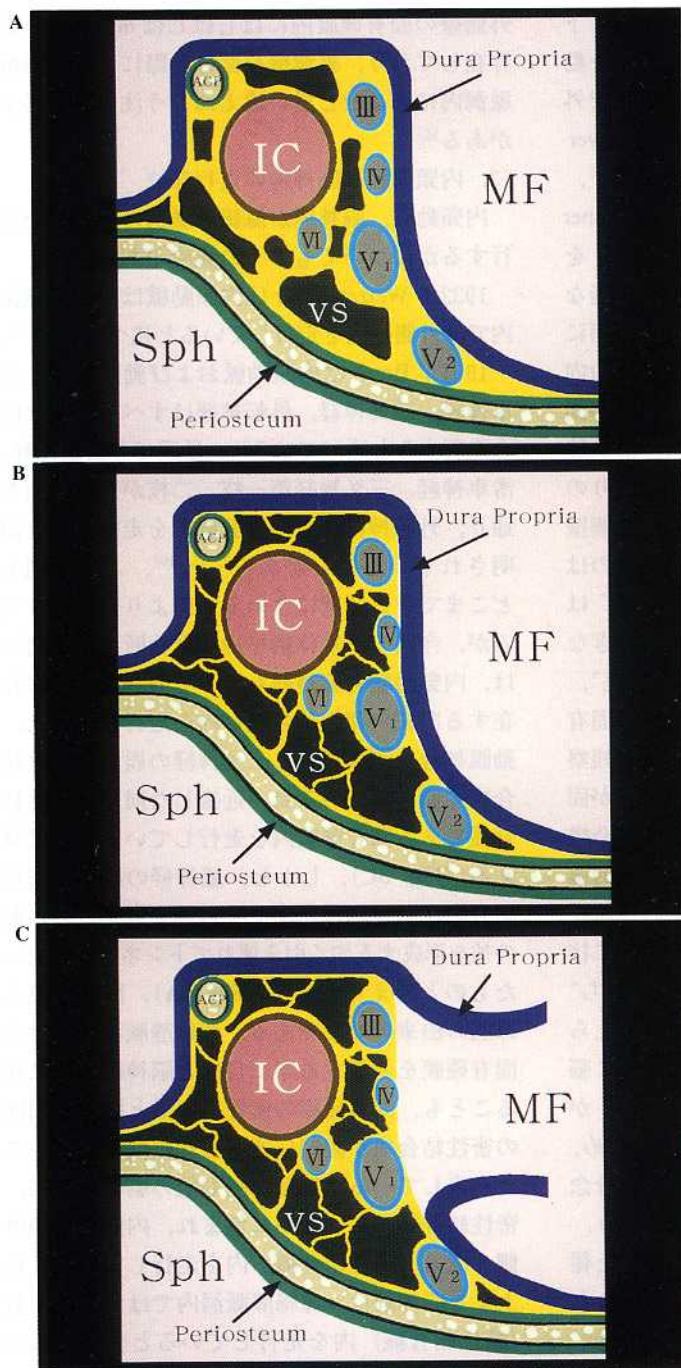 A
ACP
Dura Propria
III
IC
IV
MF
VI
V1
VS
V2
Sph
Periosteum
B
Dura Propria
ACP
III
IC
IV
MF
VI
V1
VS
V2
Sph
Periosteum
C
Dura Propria
ACP
III
IC
IV
MF
VI
V1
VS
V2
Sph
Periosteum